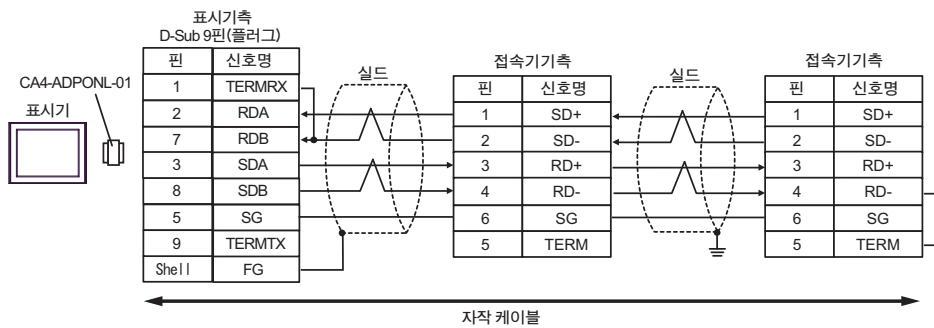 표시기측
D-Sub 9핀(플러그)
CA4-ADPONL-01
표시기
핀 신호명
1 TERMRX
2 RDA
7 RDB
3 SDA
8 SDB
5 SG
9 TERMTX
Shell FG
실드
접속기기측
핀 신호명
1 SD+
2 SD-
3 RD+
4 RD-
6 SG
5 TERM
실드
접속기기측
핀 신호명
1 SD+
2 SD-
3 RD+
4 RD-
6 SG
5 TERM
자작 케이블